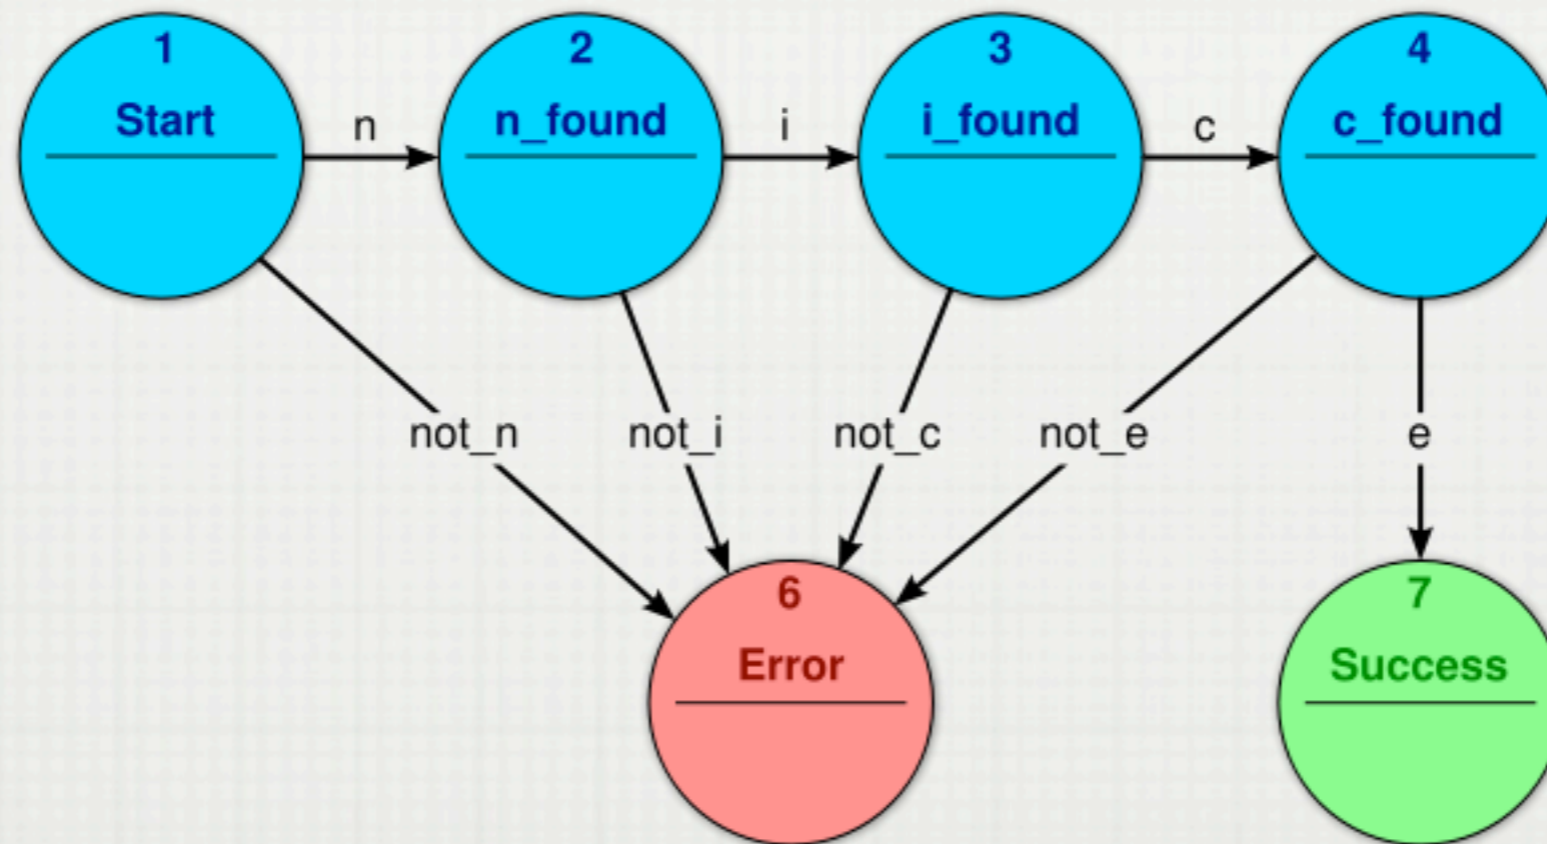 1
Start
n
2
n_found
i
3
i_found
c
4
c_found
not_n
not_i
not_c
not_e
e
6
Error
7
Success